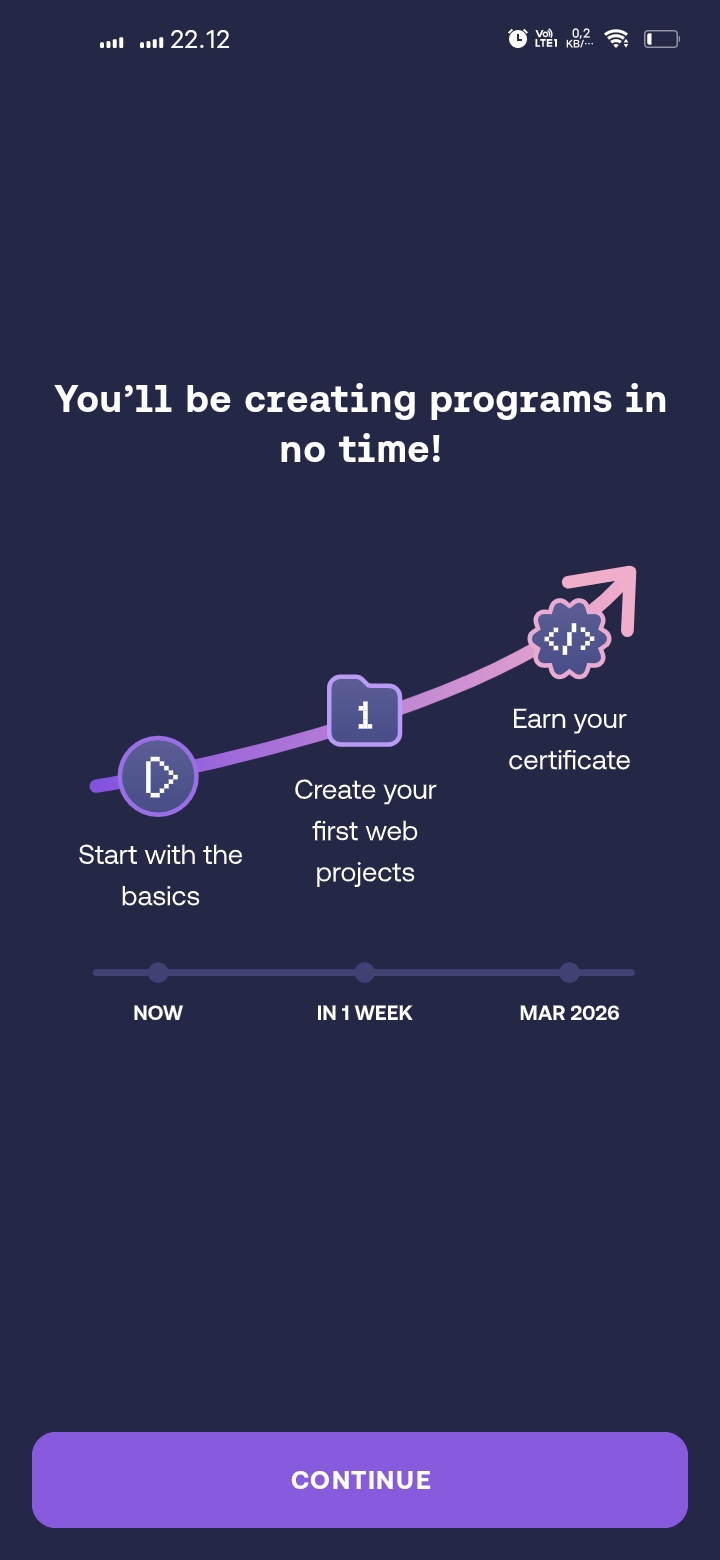 22.12
Vo) 0,2
LTE1 KB/···
You’ll be creating programs in
no time!
1
</>
Earn your
certificate
Create your
first web
projects
Start with the
basics
NOW
IN 1 WEEK
MAR 2026
CONTINUE